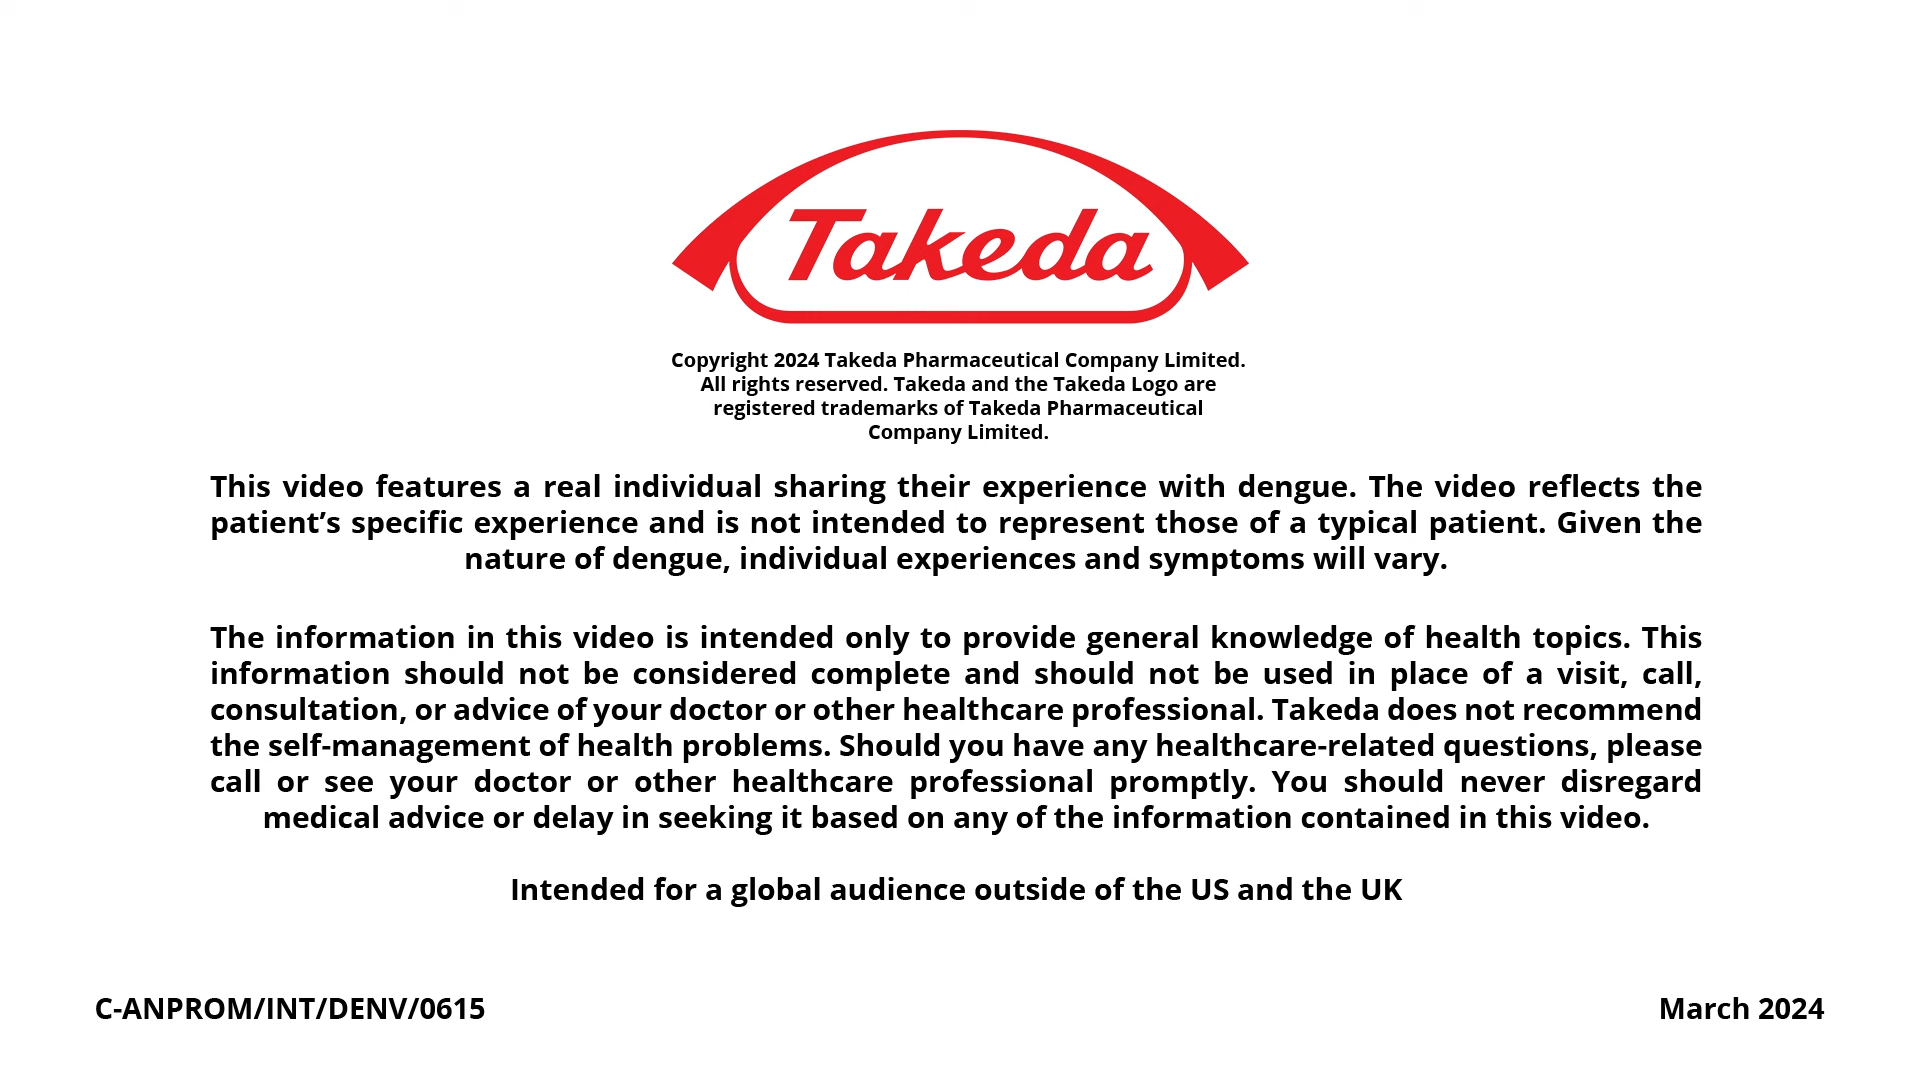 Takeda
Copyright 2024 Takeda Pharmaceutical Company Limited.
All rights reserved. Takeda and the Takeda Logo are
registered trademarks of Takeda Pharmaceutical
Company Limited.
This video features a real individual sharing their experience with dengue. The video reflects the
patient’s specific experience and is not intended to represent those of a typical patient. Given the
nature of dengue, individual experiences and symptoms will vary.
The information in this video is intended only to provide general knowledge of health topics. This
information should not be considered complete and should not be used in place of a visit, call,
consultation, or advice of your doctor or other healthcare professional. Takeda does not recommend
the self-management of health problems. Should you have any healthcare-related questions, please
call or see your doctor or other healthcare professional promptly. You should never disregard
medical advice or delay in seeking it based on any of the information contained in this video.
Intended for a global audience outside of the US and the UK
C-ANPROM/INT/DENV/0615
March 2024